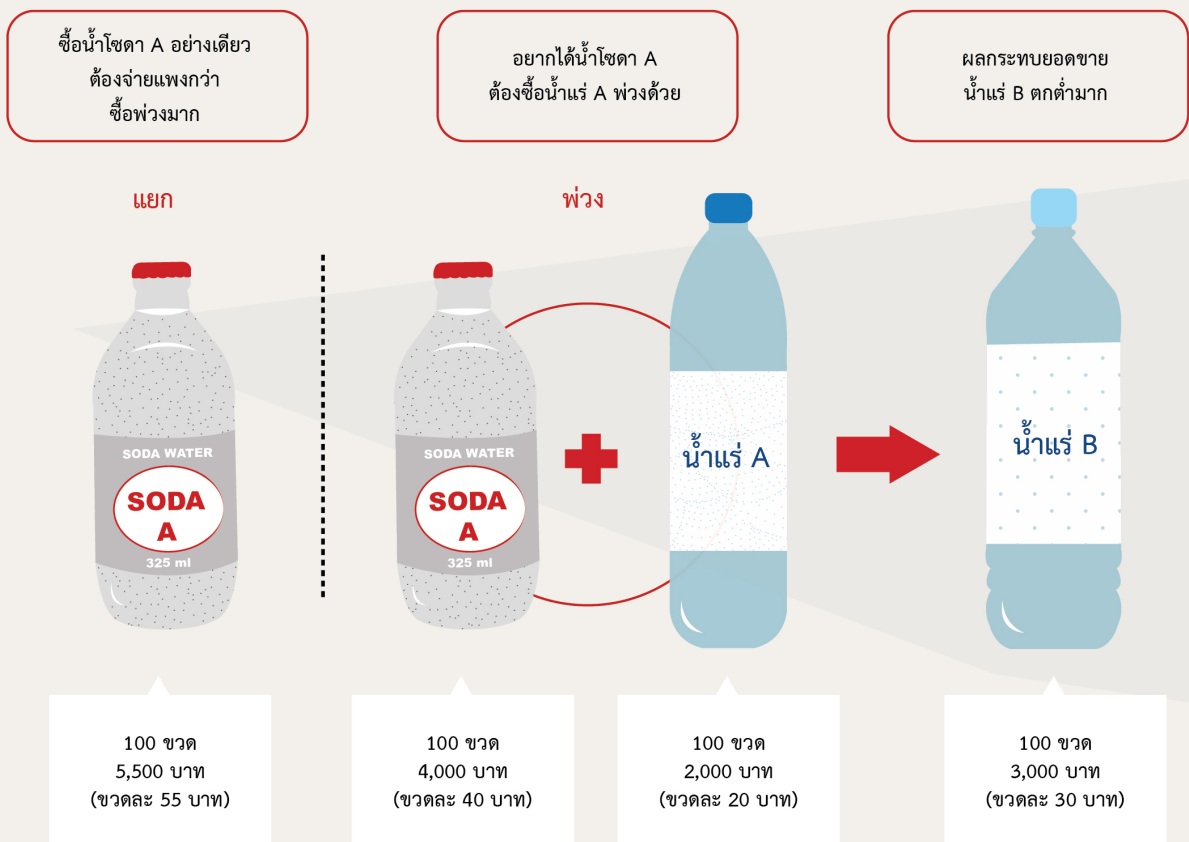 ซื้อน้ำโซดา A อย่างเดียว
ต้องจ่ายแพงกว่า
ซื้อพ่วงมาก
อยากได้น้ำโซดา A
ต้องซื้อน้ำแร่ A พ่วงด้วย
ผลกระทบยอดขาย
น้ำแร่ B ตกต่ำมาก
แยก
พ่วง
SODA WATER
SODA
A
325 ml
SODA WATER
SODA
A
325 ml
น้ำแร่ A
น้ำแร่ B
100 ขวด
5,500 บาท
(ขวดละ 55 บาท)
100 ขวด
4,000 บาท
(ขวดละ 40 บาท)
100 ขวด
2,000 บาท
(ขวดละ 20 บาท)
100 ขวด
3,000 บาท
(ขวดละ 30 บาท)